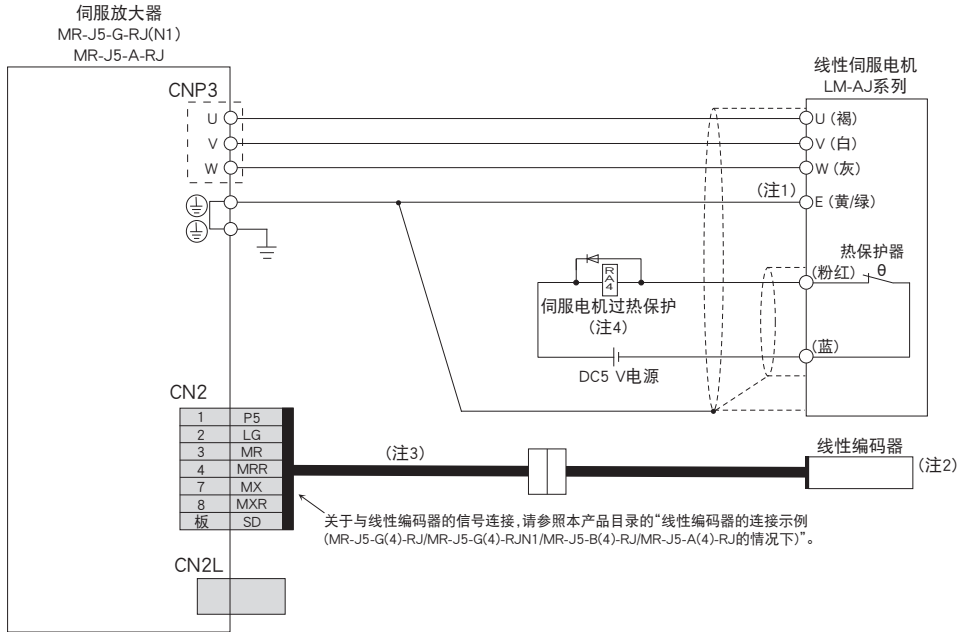 伺服放大器
MR-J5-G-RJ(N1)
MR-J5-A-RJ
线性伺服电机
LM-AJ系列
CNP3
U
V
W
U (褐)
V (白)
W (灰)
(注1)
E (黄/绿)
热保护器
(粉红)
θ
RA4
伺服电机过热保护
(注4)
(蓝)
DC5 V电源
CN2
1 P5
2 LG
3 MR
4 MRR
7 MX
8 MXR
板 SD
(注3)
线性编码器
(注2)
关于与线性编码器的信号连接,请参照本产品目录的“线性编码器的连接示例
(MR-J5-G(4)-RJ/MR-J5-G(4)-RJN1/MR-J5-B(4)-RJ/MR-J5-A(4)-RJ的情况下)”。
CN2L